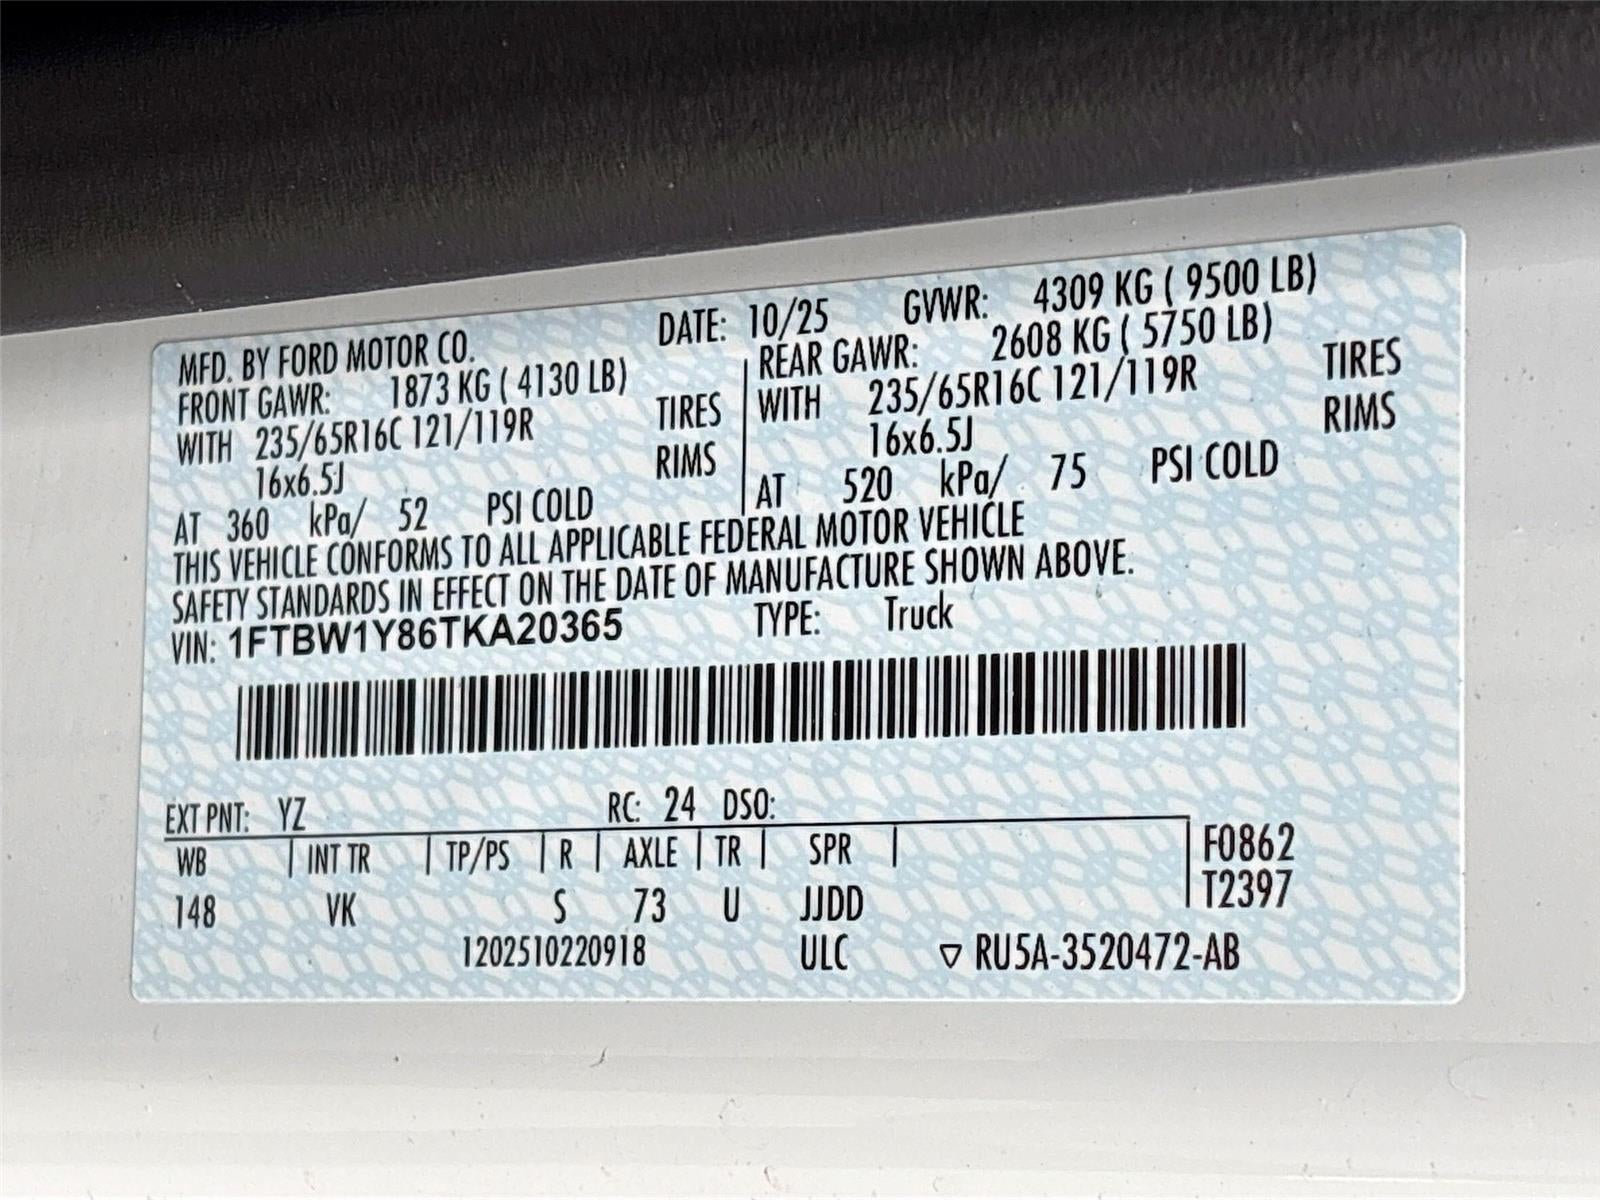 MFD. BY FORD MOTOR CO. DATE: 10/25 GVWR: 4309 KG ( 9500 LB)
FRONT GAWR: 1873 KG ( 4130 LB)
WITH 235/65R16C 121/119R TIRES
16x6.5J RIMS
AT 360 kPa/ 52 PSI COLD
REAR GAWR: 2608 KG ( 5750 LB)
WITH 235/65R16C 121/119R TIRES
16x6.5J RIMS
AT 520 kPa/ 75 PSI COLD
THIS VEHICLE CONFORMS TO ALL APPLICABLE FEDERAL MOTOR VEHICLE
SAFETY STANDARDS IN EFFECT ON THE DATE OF MANUFACTURE SHOWN ABOVE.
VIN: 1FTBW1Y86TKA20365 TYPE: Truck
EXT PNT: YZ RC: 24 DSO:
WB | INT TR | TP/PS | R | AXLE | TR | SPR | F0862
148 VK S 73 U JJDD T2397
1202510220918 ULC ▽ RU5A-3520472-AB